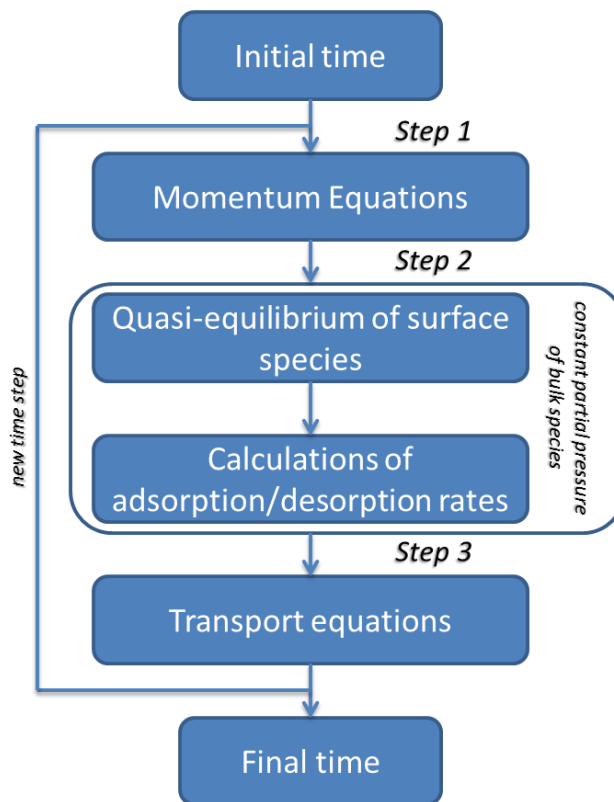 Initial time
Step 1
Momentum Equations
Step 2
Quasi-equilibrium of surface
species
constant partial pressure
of bulk species
new time step
Calculations of
adsorption/desorption rates
Step 3
Transport equations
Final time